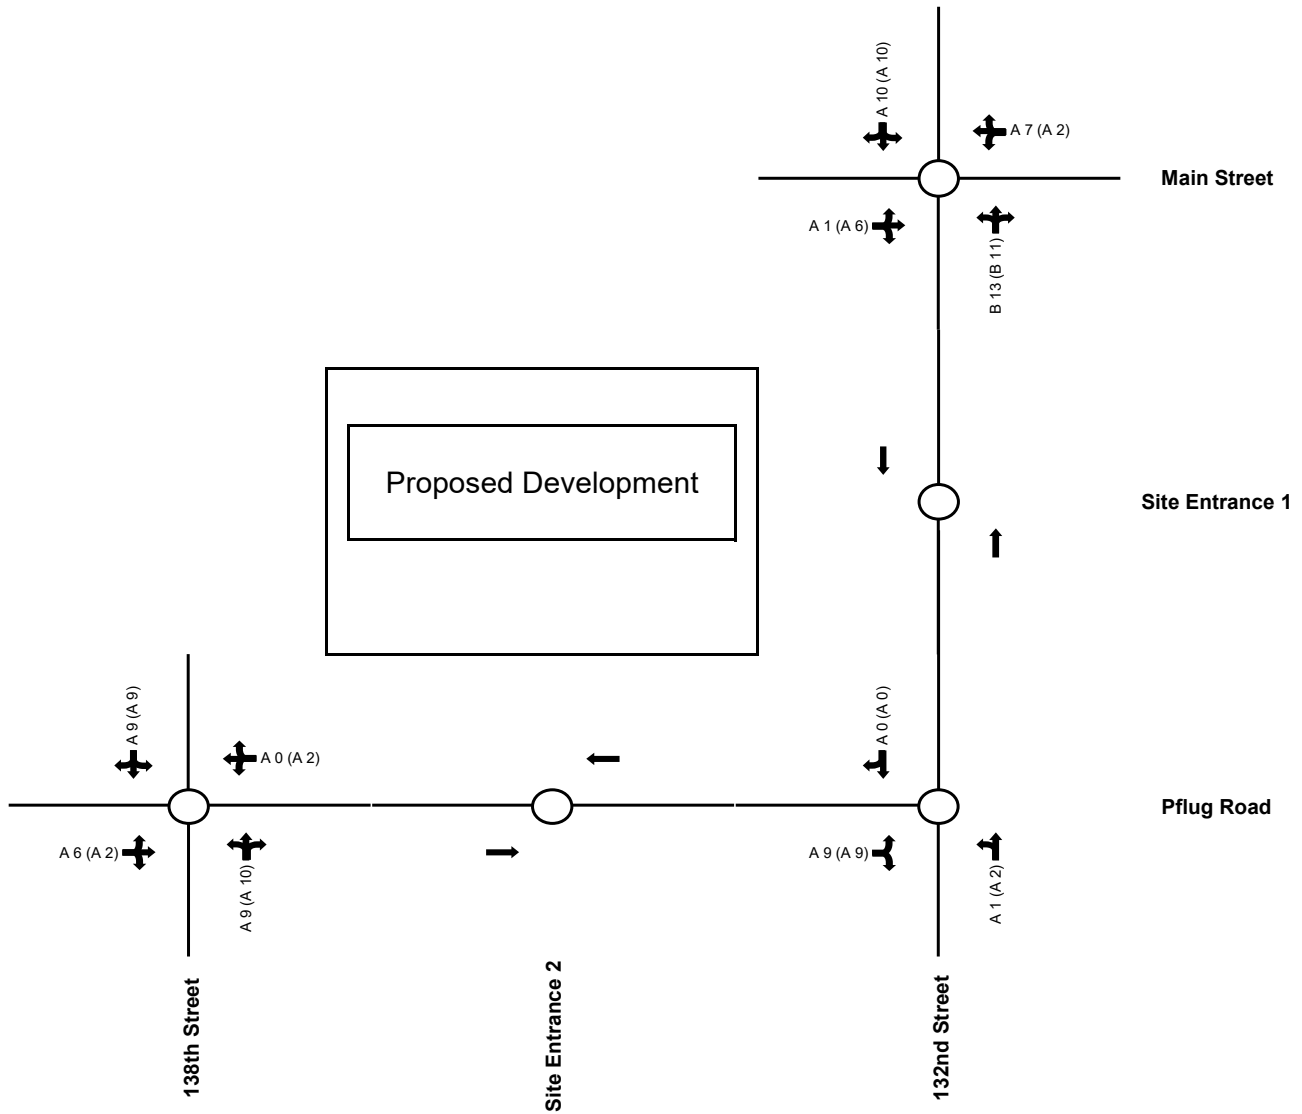 A 10 (A 10)
A 7 (A 2)
Main Street
A 1 (A 6)
B 13 (B 11)
Proposed Development
Site Entrance 1
A 9 (A 9)
A 0 (A 2)
A 0 (A 0)
Pflug Road
A 6 (A 2)
A 9 (A 10)
A 9 (A 9)
A 1 (A 2)
138th Street
Site Entrance 2
132nd Street